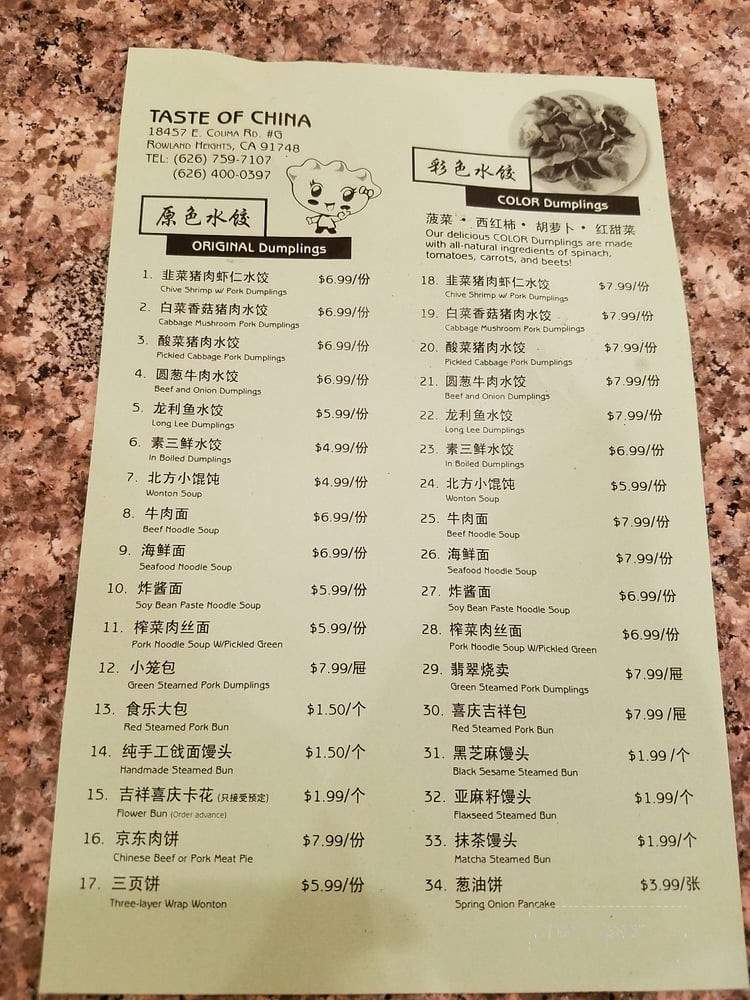 TASTE OF CHINA
18457 E. Colima Rd. #G
Rowland Heights, CA 91748
TEL: (626) 759-7107
(626) 400-0397
原色水饺
ORIGINAL Dumplings
1. 韭菜猪肉虾仁水饺 $6.99/份
Chive Shrimp w/ Pork Dumplings
2. 白菜香菇猪肉水饺 $6.99/份
Cabbage Mushroom Pork Dumplings
3. 酸菜猪肉水饺 $6.99/份
Pickled Cabbage Pork Dumplings
4. 圆葱牛肉水饺 $6.99/份
Beef and Onion Dumplings
5. 龙利鱼水饺 $5.99/份
Long Lee Dumplings
6. 素三鲜水饺 $4.99/份
In Boiled Dumplings
7. 北方小馄饨 $4.99/份
Wonton Soup
8. 牛肉面 $6.99/份
Beef Noodle Soup
9. 海鲜面 $6.99/份
Seafood Noodle Soup
10. 炸酱面 $5.99/份
Soy Bean Paste Noodle Soup
11. 榨菜肉丝面 $5.99/份
Pork Noodle Soup W/Pickled Green
12. 小笼包 $7.99/屉
Green Steamed Pork Dumplings
13. 食乐大包 $1.50/个
Red Steamed Pork Bun
14. 纯手工戗面馒头 $1.50/个
Handmade Steamed Bun
15. 吉祥喜庆卡花 (只接受预定) $1.99/个
Flower Bun (Order advance)
16. 京东肉饼 $7.99/份
Chinese Beef or Pork Meat Pie
17. 三页饼 $5.99/份
Three-layer Wrap Wonton
彩色水饺
COLOR Dumplings
菠菜 • 西红柿 • 胡萝卜 • 红甜菜
Our delicious COLOR Dumplings are made
with all-natural ingredients of spinach,
tomatoes, carrots, and beets!
18. 韭菜猪肉虾仁水饺 $7.99/份
Chive Shrimp w/ Pork Dumplings
19. 白菜香菇猪肉水饺 $7.99/份
Cabbage Mushroom Pork Dumplings
20. 酸菜猪肉水饺 $7.99/份
Pickled Cabbage Pork Dumplings
21. 圆葱牛肉水饺 $7.99/份
Beef and Onion Dumplings
22. 龙利鱼水饺 $7.99/份
Long Lee Dumplings
23. 素三鲜水饺 $6.99/份
In Boiled Dumplings
24. 北方小馄饨 $5.99/份
Wonton Soup
25. 牛肉面 $7.99/份
Beef Noodle Soup
26. 海鲜面 $7.99/份
Seafood Noodle Soup
27. 炸酱面 $6.99/份
Soy Bean Paste Noodle Soup
28. 榨菜肉丝面 $6.99/份
Pork Noodle Soup W/Pickled Green
29. 翡翠烧卖 $7.99/屉
Green Steamed Pork Dumplings
30. 喜庆吉祥包 $7.99 /屉
Red Steamed Pork Bun
31. 黑芝麻馒头 $1.99 /个
Black Sesame Steamed Bun
32. 亚麻籽馒头 $1.99/个
Flaxseed Steamed Bun
33. 抹茶馒头 $1.99/个
Matcha Steamed Bun
34. 葱油饼 $3.99/张
Spring Onion Pancake